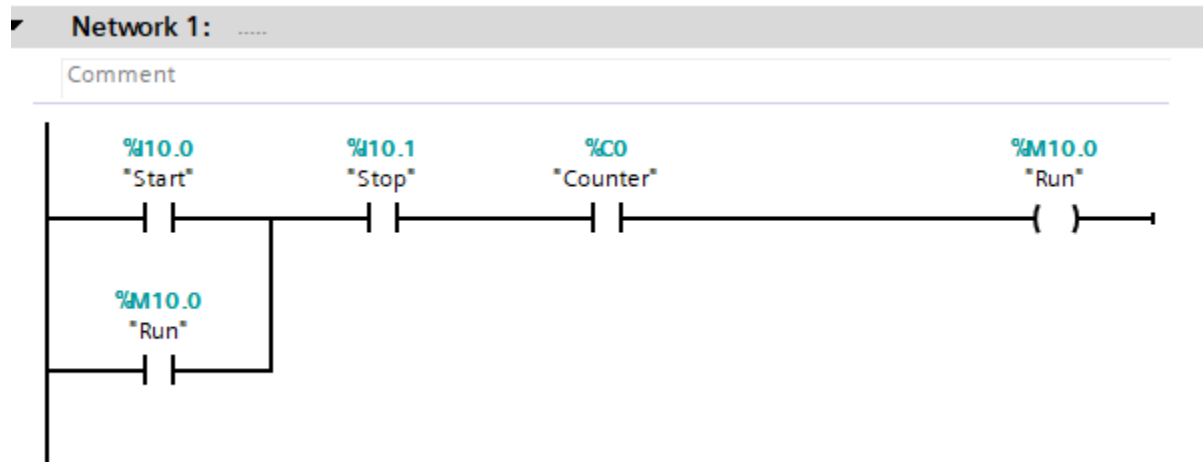 Network 1: .....
Comment
%I10.0 %I10.1 %C0 %M10.0
"Start" "Stop" "Counter" "Run"
%M10.0
"Run"